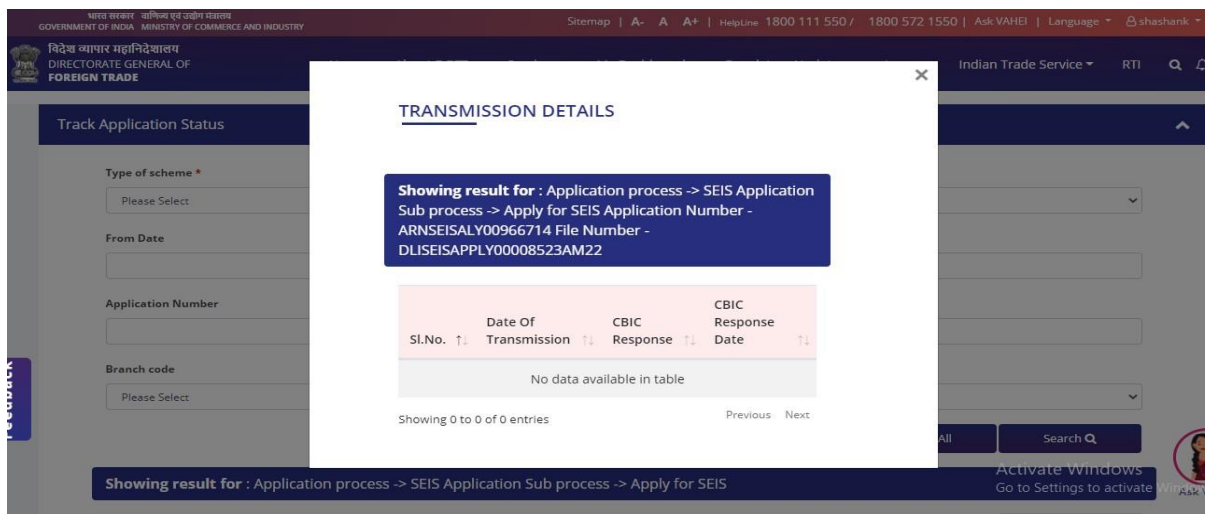 भारत सरकार वाणिज्य एवं उद्योग मंत्रालय
GOVERNMENT OF INDIA MINISTRY OF COMMERCE AND INDUSTRY
Sitemap | A- A A+ | HelpLine 1800 111 550 / 1800 572 1550 | Ask VAHEI | Language shashank
विदेश व्यापार महानिदेशालय
DIRECTORATE GENERAL OF
FOREIGN TRADE
Indian Trade Service RTI
×
TRANSMISSION DETAILS
Track Application Status
Type of scheme *
Please Select
From Date
Application Number
Branch code
Please Select
Showing result for : Application process -> SEIS Application
Sub process -> Apply for SEIS Application Number -
ARNSEISALY00966714 File Number -
DLISEISAPPLY00008523AM22
Sl.No. Date Of Transmission CBIC Response CBIC Response Date
No data available in table
Showing 0 to 0 of 0 entries
Previous Next
Feedback
All
Search
Activate Windows
Go to Settings to activate Windows
Showing result for : Application process -> SEIS Application Sub process -> Apply for SEIS